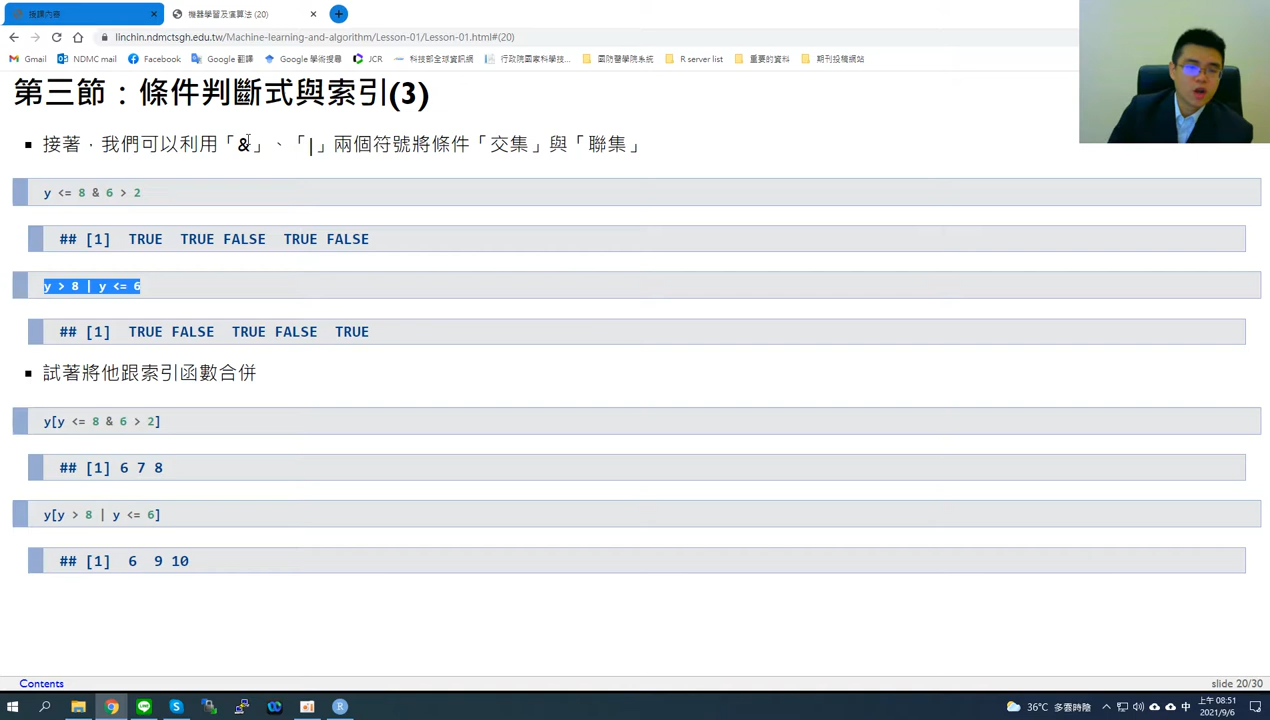 授課內容
機器學習及演算法 (20)
linchin.ndmctsgh.edu.tw/Machine-learning-and-algorithm/Lesson-01/Lesson-01.html#(20)
Gmail NDMC mail Facebook Google 翻譯 Google 學術搜尋 JCR 科技部全球資訊網 行政院國家科學技... 國防醫學院系統 R server list 重要的資料 期刊投稿網站
第三節：條件判斷式與索引(3)
接著，我們可以利用「&」、「|」兩個符號將條件「交集」與「聯集」
y <= 8 & 6 > 2
## [1] TRUE TRUE FALSE TRUE FALSE
y > 8 | y <= 6
## [1] TRUE FALSE TRUE FALSE TRUE
試著將他跟索引函數合併
y[y <= 8 & 6 > 2]
## [1] 6 7 8
y[y > 8 | y <= 6]
## [1] 6 9 10
Contents
slide 20/30
36°C 多雲時陰
中
上午 08:51
2021/9/6